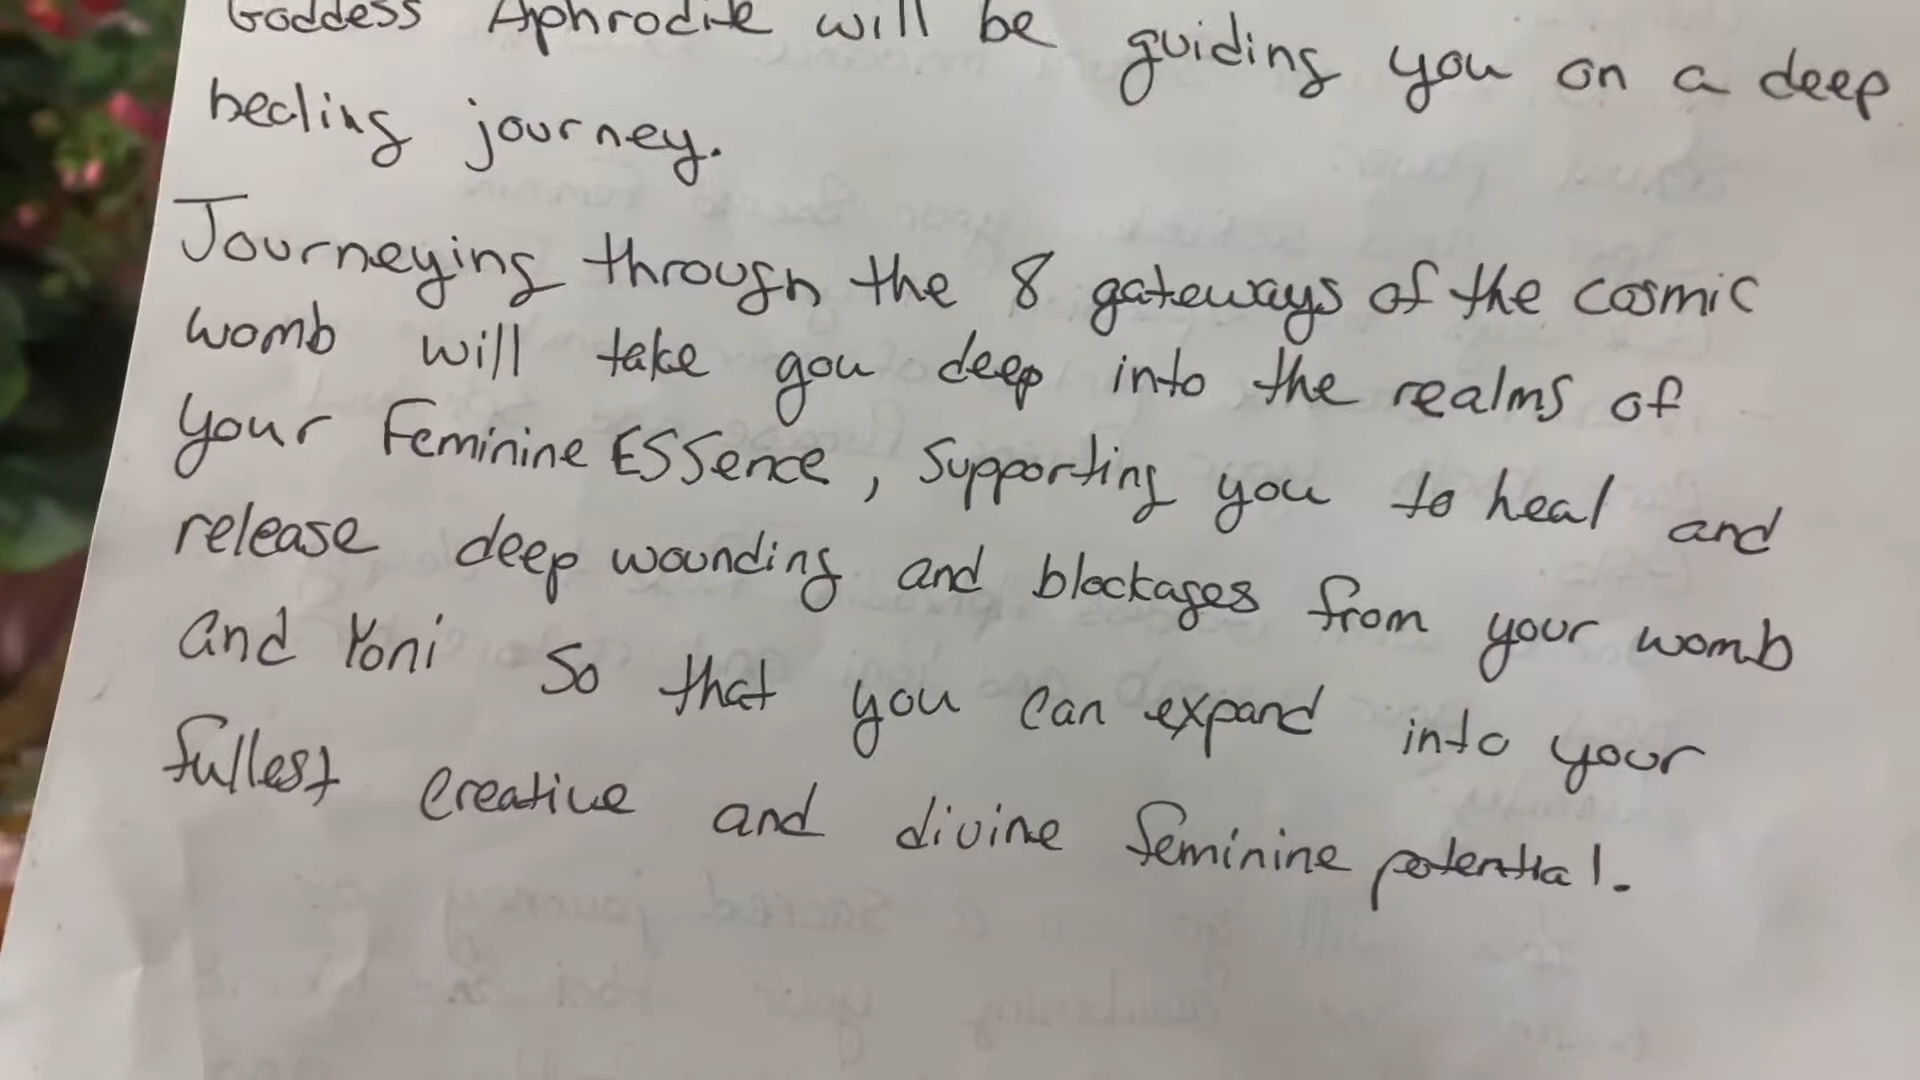 Goddess Aphrodite will be guiding you on a deep
healing journey.
Journeying through the 8 gateways of the cosmic
womb will take you deep into the realms of
your Feminine ESSence, Supporting you to heal and
release deep wounding and blockages from your womb
and Yoni So that you can expand into your
fullest creative and divine feminine potential.